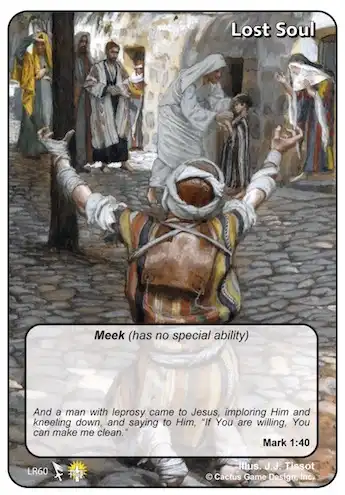 Lost Soul
Meek (has no special ability)
And a man with leprosy came to Jesus, imploring Him and
kneeling down, and saying to Him, “If You are willing, You
can make me clean.”
Mark 1:40
Illus. J.J. Tissot
LR60
© Cactus Game Design, Inc.